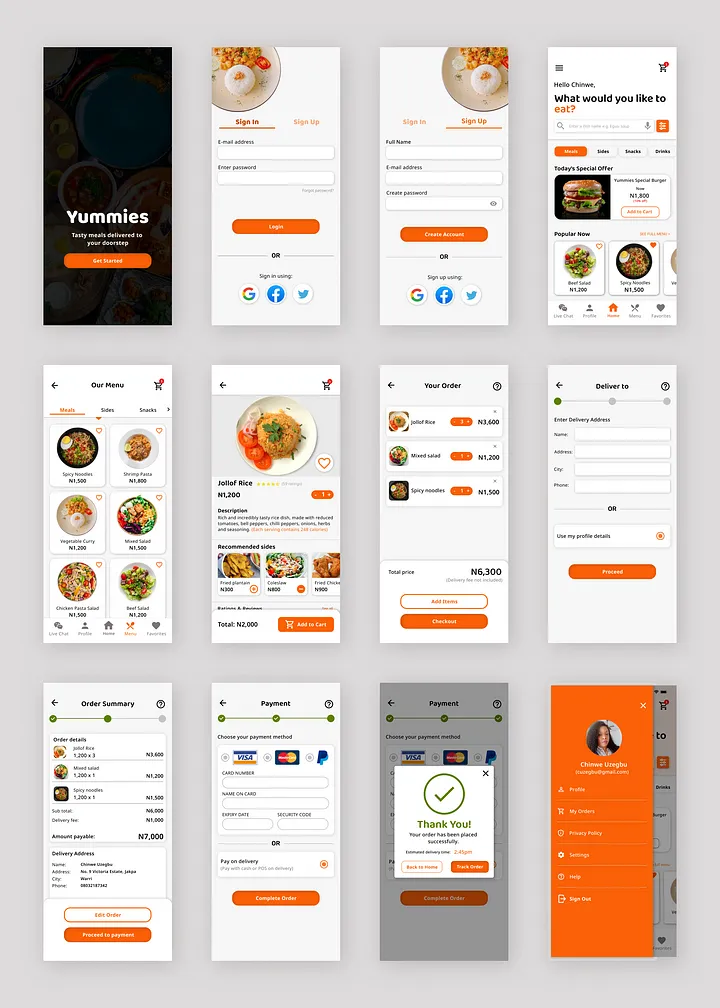 Yummies
Tasty meals delivered to
your doorstep
Get Started
Sign In
Sign Up
E-mail address
Enter password
Forgot password?
Login
OR
Sign in using:
Sign In
Sign Up
Full Name
E-mail address
Create password
Create Account
OR
Sign up using:
Hello Chinwe,
What would you like to
eat?
Meals
Sides
Snacks
Drinks
Today's Special Offer
Yummies Special Burger
Now
N1,800
Add to Cart
Popular Now
SEE FULL MENU >
Beef Salad
N1,200
Spicy Noodles
N1,500
Live Chat
Profile
Home
Menu
Favorites
Our Menu
Meals
Sides
Snacks
Spicy Noodles
N1,500
Shrimp Pasta
N1,800
Vegetable Curry
N1,200
Mixed Salad
N1,500
Chicken Pasta Salad
N1,500
Beef Salad
N1,200
Live Chat
Profile
Home
Menu
Favorites
Jollof Rice
N1,200
- 1 +
Description
Rich and incredibly tasty rice dish, made with reduced
tomatoes, bell peppers, chilli peppers, onions, herbs
and seasoning. (Each serving contains 248 calories)
Recommended sides
Fried plantain
N300
Coleslaw
N800
Fried Chicke
N900
Ratings & Reviews
Total: N2,000
Add to Cart
Your Order
Jollof Rice
- 3 +
N3,600
Mixed salad
- 1 +
N1,200
Spicy noodles
- 1 +
N1,500
Total price
N6,300
(Delivery fee not included)
Add Items
Checkout
Deliver to
Enter Delivery Address
Name:
Address:
City:
Phone:
OR
Use my profile details
Proceed
Order Summary
Order details
Jollof Rice
1,200 x 3
N3,600
Mixed salad
1,200 x 1
N1,200
Spicy noodles
1,200 x 1
N1,500
Sub total:
N6,000
Delivery fee:
N1,000
Amount payable:
N7,000
Delivery Address
Name: Chinwe Uzegbu
Address: No. 9 Victoria Estate, Jakpa
City: Warri
Phone: 08032187342
Edit Order
Proceed to payment
Payment
Choose your payment method
VISA
MasterCard
CARD NUMBER
NAME ON CARD
EXPIRY DATE
SECURITY CODE
OR
Pay on delivery
(Pay with cash or POS on delivery)
Complete Order
Payment
Choose your payment method
VISA
Thank You!
Your order has been placed
successfully.
Estimated delivery time: 2:45pm
Back to Home
Track Order
Complete Order
Chinwe Uzegbu
(cuzegbu@gmail.com)
Profile
My Orders
Privacy Policy
Settings
Help
Sign Out
to
Drinks